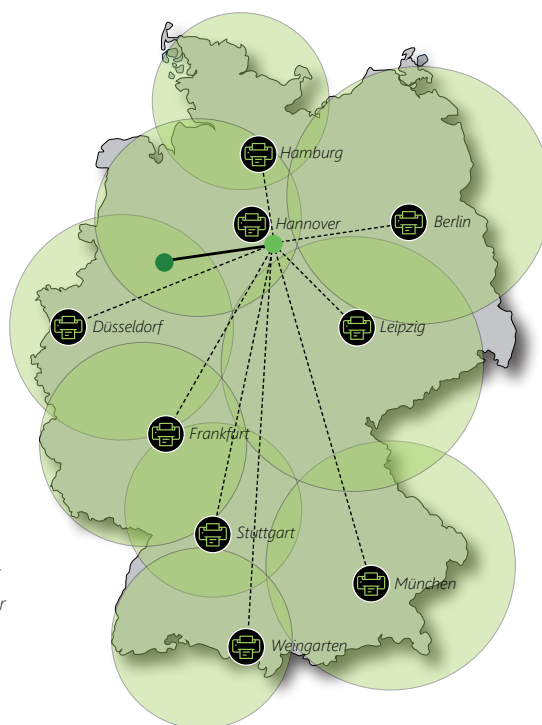 Hamburg
Hannover
Berlin
Düsseldorf
Leipzig
Frankfurt
Stuttgart
München
Weingarten